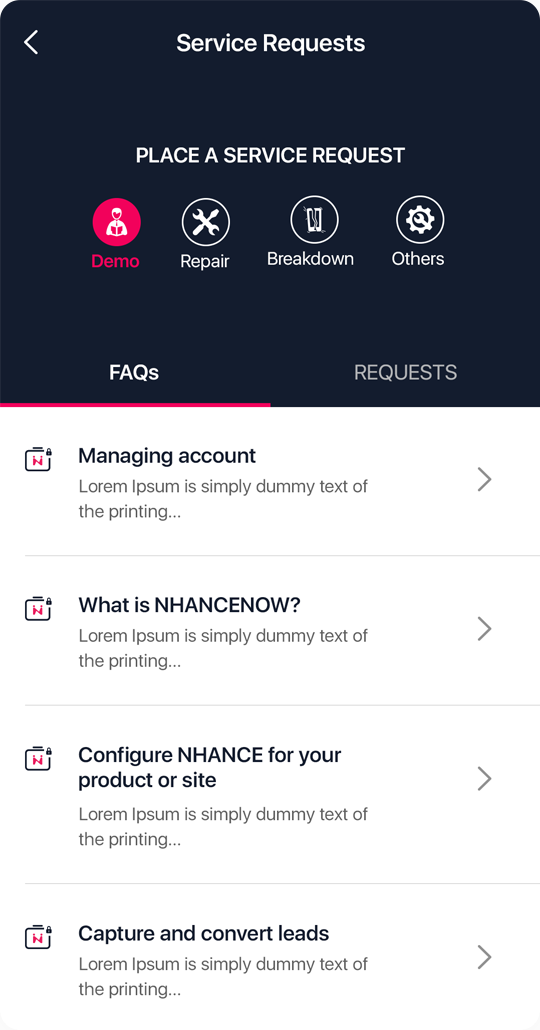 Service Requests
PLACE A SERVICE REQUEST
Demo
Repair
Breakdown
Others
FAQs
REQUESTS
Managing account
Lorem Ipsum is simply dummy text of
the printing...
What is NHANCENOW?
Lorem Ipsum is simply dummy text of
the printing...
Configure NHANCE for your
product or site
Lorem Ipsum is simply dummy text of
the printing...
Capture and convert leads
Lorem Ipsum is simply dummy text of
the printing...